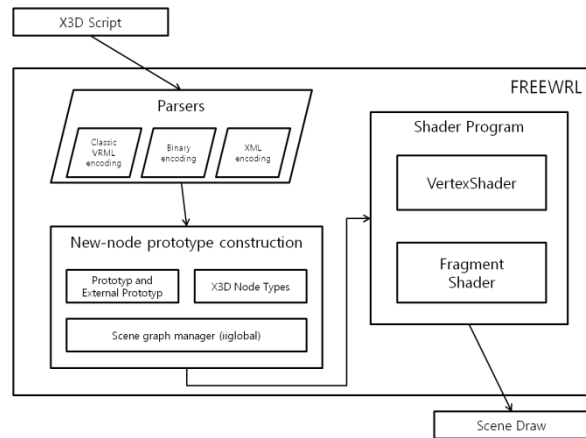 X3D Script
FREEWRL
Parsers
Classic
VRML
encoding
Binary
encoding
XML
encoding
New-node prototype construction
Prototyp and
External Prototyp
X3D Node Types
Scene graph manager (iiglobal)
Shader Program
VertexShader
Fragment
Shader
Scene Draw